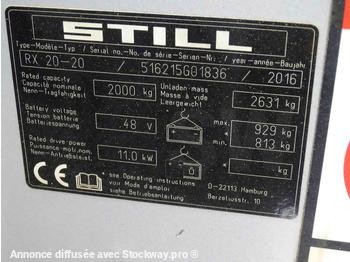 STILL
Type-Modèle-Typ / Serial no.-No. de série-Serien-Nr. / year-année-Baujahr
RX 20-20 / 516215G01836 / 2016
Rated capacity
Capacité nominale
Nenn-Tragfähigkeit
2000 kg
Unladen mass
Masse à vide
Leergewicht
2631 kg
Battery voltage
Tension batterie
Batteriespannung
48 V
max. 929 kg
min. 813 kg
Rated drive power
Puissance mot. nom.
Nenn-Antriebsleist.
11.0 kW
kg
CE
see Operating instructions
voir Mode d'emploi
siehe Betriebsanleitung
D-22113 Hamburg
Berzeliusstr. 10
Annonce diffusée avec Stockway.pro ®